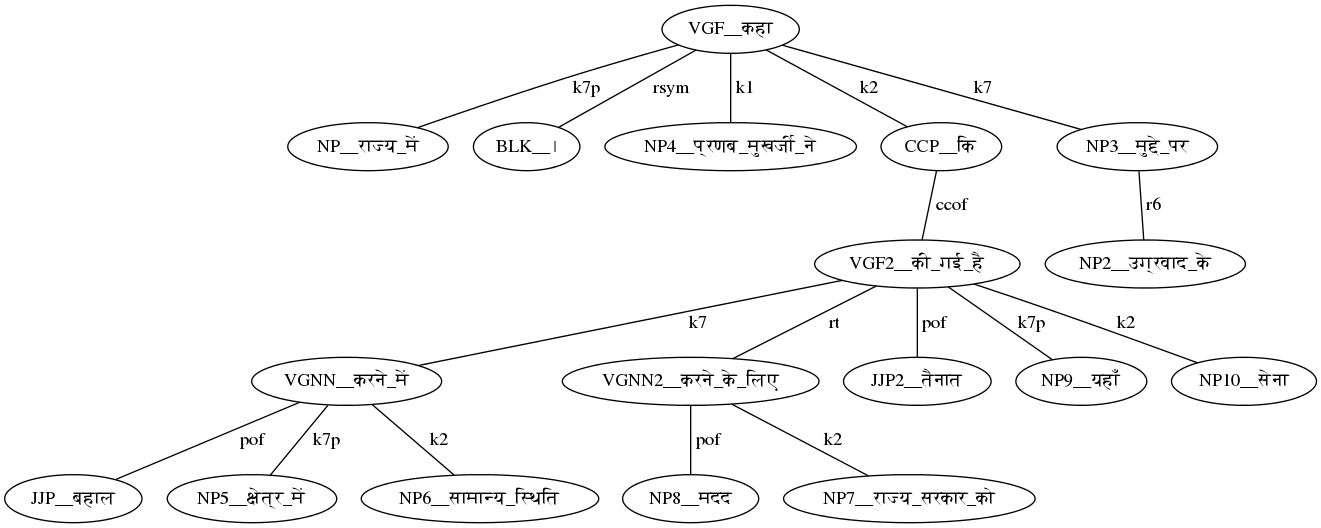 VGF__कहा
k7p rsym k1 k2 k7
NP__राज्य_में BLK__। NP4__प्रणब_मुखर्जी_ने CCP__कि NP3__मुद्दे_पर
ccof r6
VGF2__की_गई_है NP2__उग्रवाद_के
k7 rt pof k7p k2
VGNN__करने_में VGNN2__करने_के_लिए JJP2__तैनात NP9__यहाँ NP10__सेना
pof k7p k2 pof k2
JJP__बहाल NP5__क्षेत्र_में NP6__सामान्य_स्थिति NP8__मदद NP7__राज्य_सरकार_को